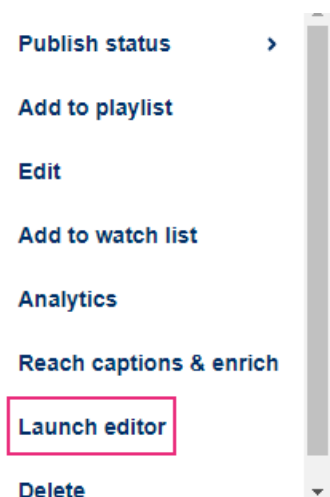 Publish status
Add to playlist
Edit
Add to watch list
Analytics
Reach captions & enrich
Launch editor
Delete